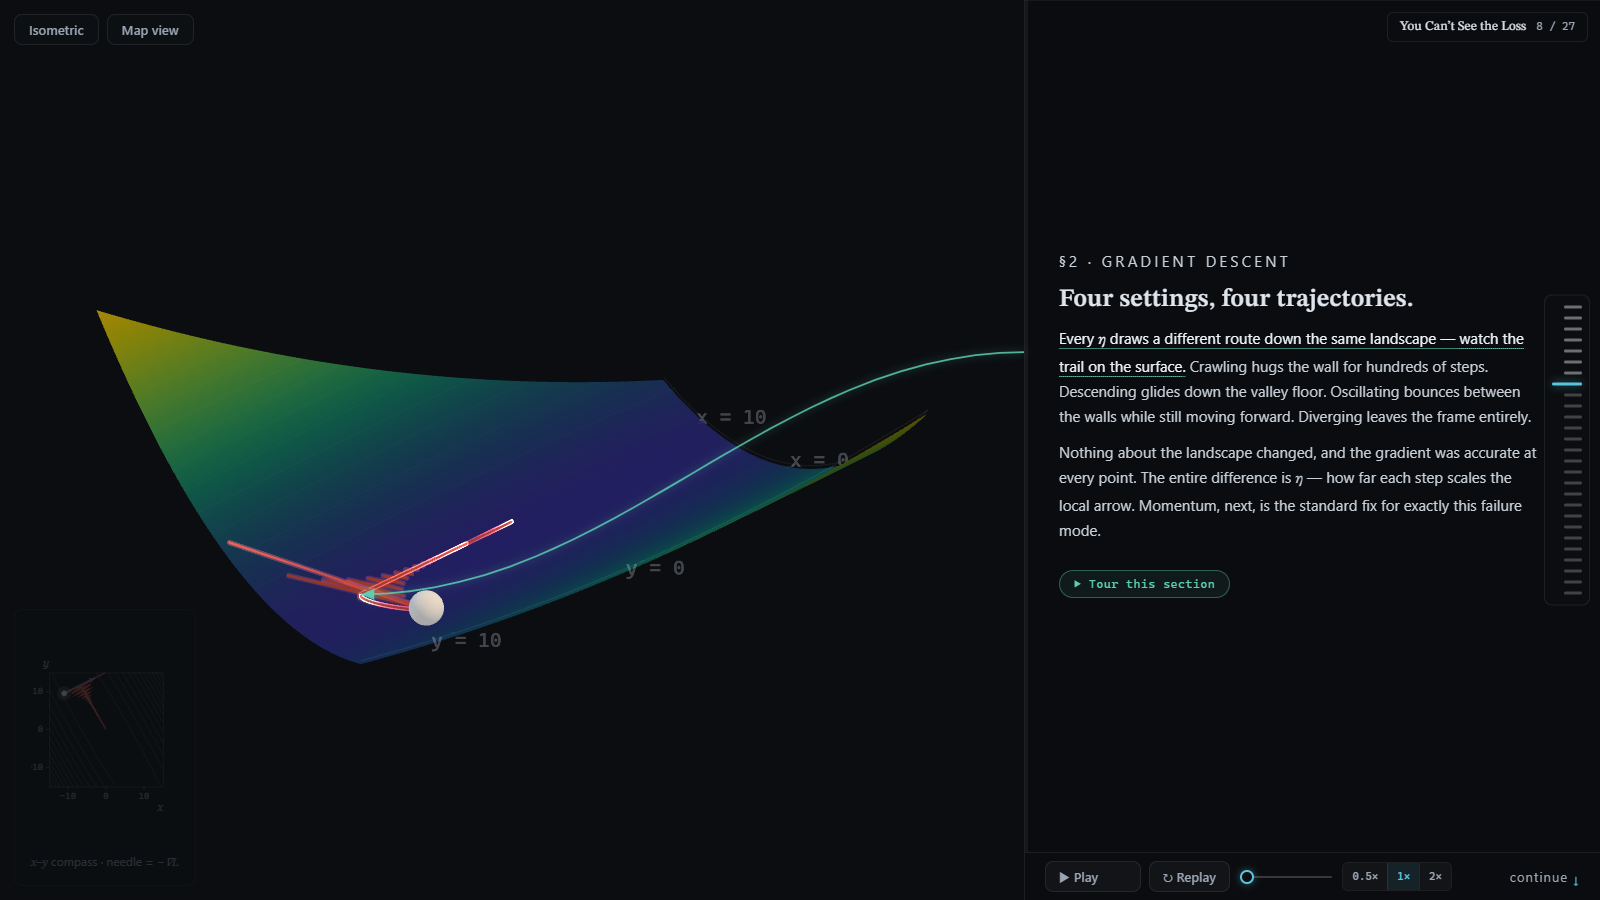 Isometric
Map view
You Can't See the Loss 8 / 27
x = 10
x = 0
y = 0
y = 10
y
10
0
-10
-10 0 10
x
x-y compass · needle = −∇L
§2 · GRADIENT DESCENT
Four settings, four trajectories.
Every η draws a different route down the same landscape — watch the
trail on the surface. Crawling hugs the wall for hundreds of steps.
Descending glides down the valley floor. Oscillating bounces between
the walls while still moving forward. Diverging leaves the frame entirely.
Nothing about the landscape changed, and the gradient was accurate at
every point. The entire difference is η — how far each step scales the
local arrow. Momentum, next, is the standard fix for exactly this failure
mode.
▶ Tour this section
▶ Play
↻ Replay
0.5× 1× 2×
continue ↓